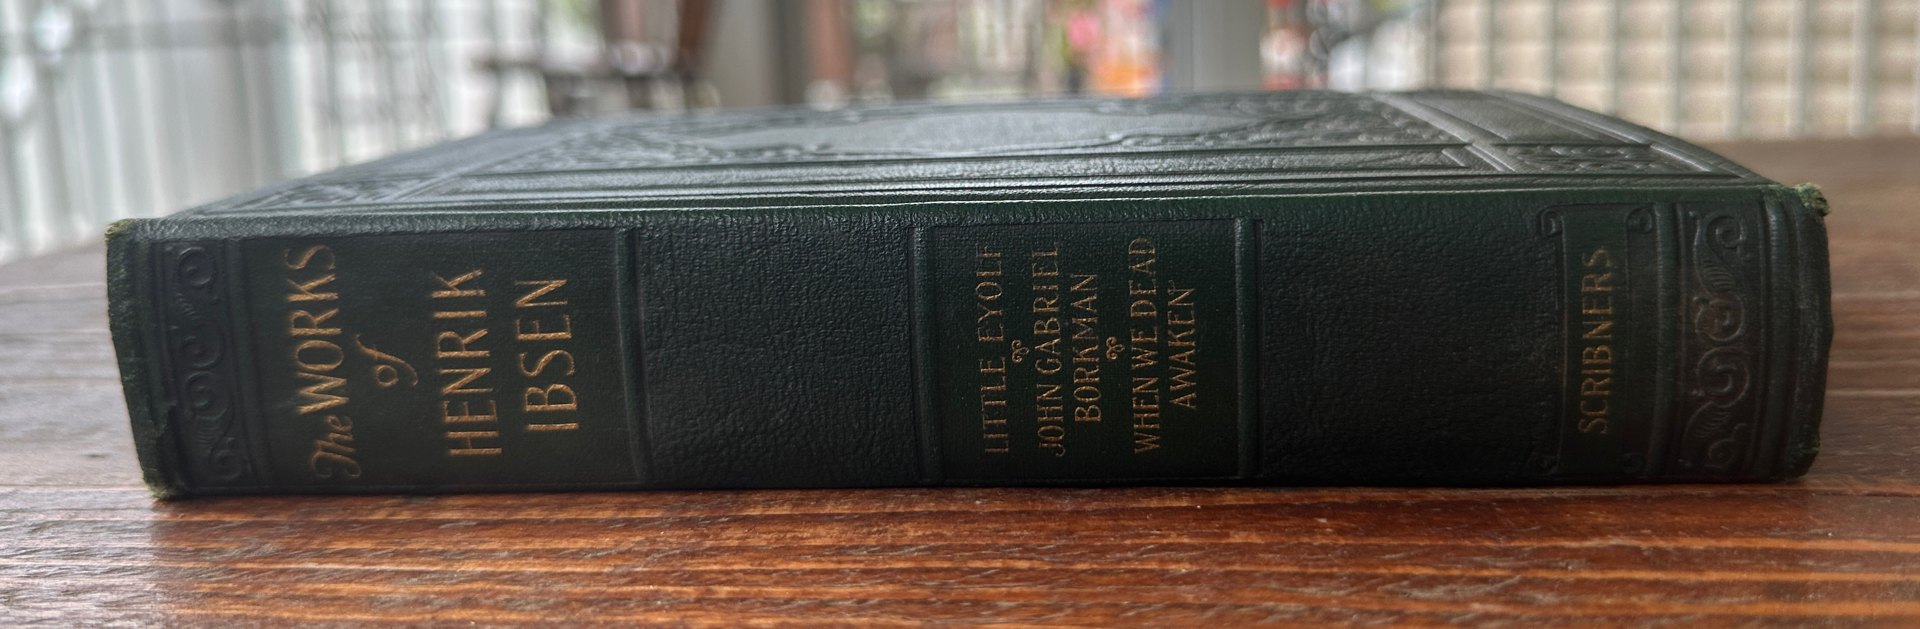 The WORKS
of
HENRIK
IBSEN
LITTLE EYOLF
&
JOHN GABRIEL
BORKMAN
&
WHEN WE DEAD
AWAKEN
SCRIBNERS